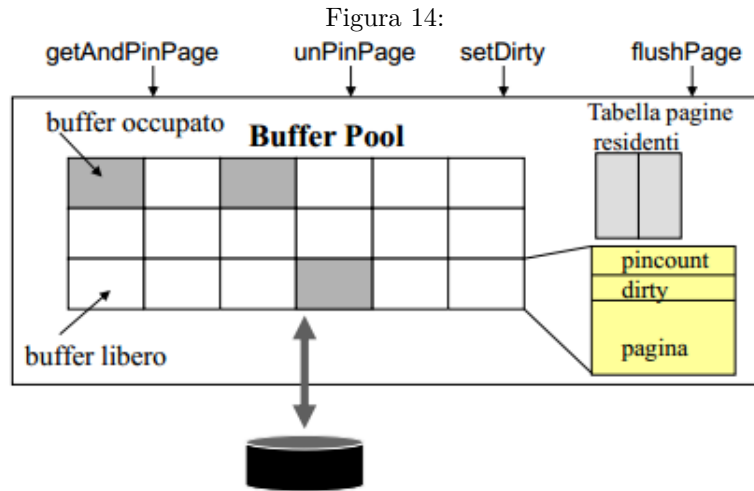 Figura 14:
getAndPinPage unPinPage setDirty flushPage
buffer occupato
Buffer Pool
Tabella pagine
residenti
pincount
dirty
pagina
buffer libero